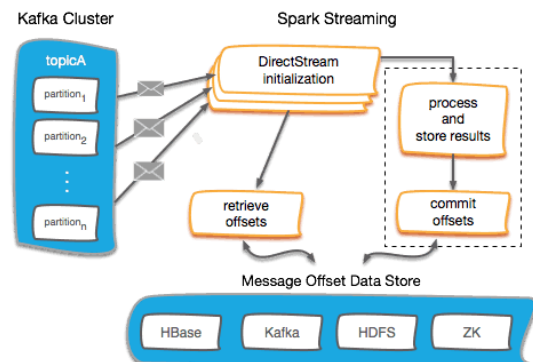 Kafka Cluster
Spark Streaming
topicA
partition1
partition2
partitionn
DirectStream
initialization
process
and
store results
retrieve
offsets
commit
offsets
Message Offset Data Store
HBase
Kafka
HDFS
ZK